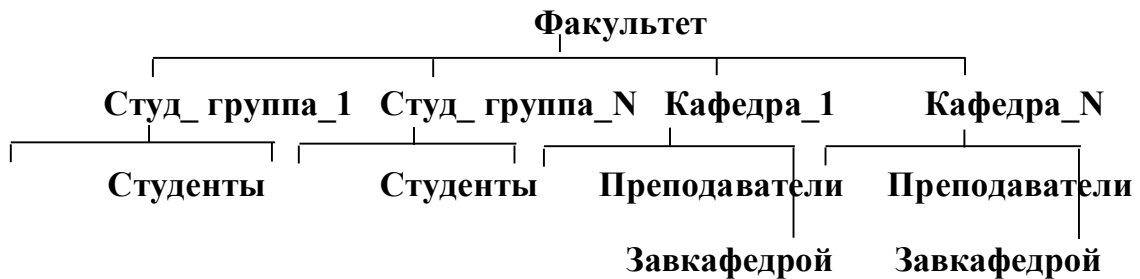 Факультет
Студ_ группа_1 Студ_ группа_N Кафедра_1 Кафедра_N
Студенты Студенты Преподаватели Преподаватели
Завкафедрой Завкафедрой